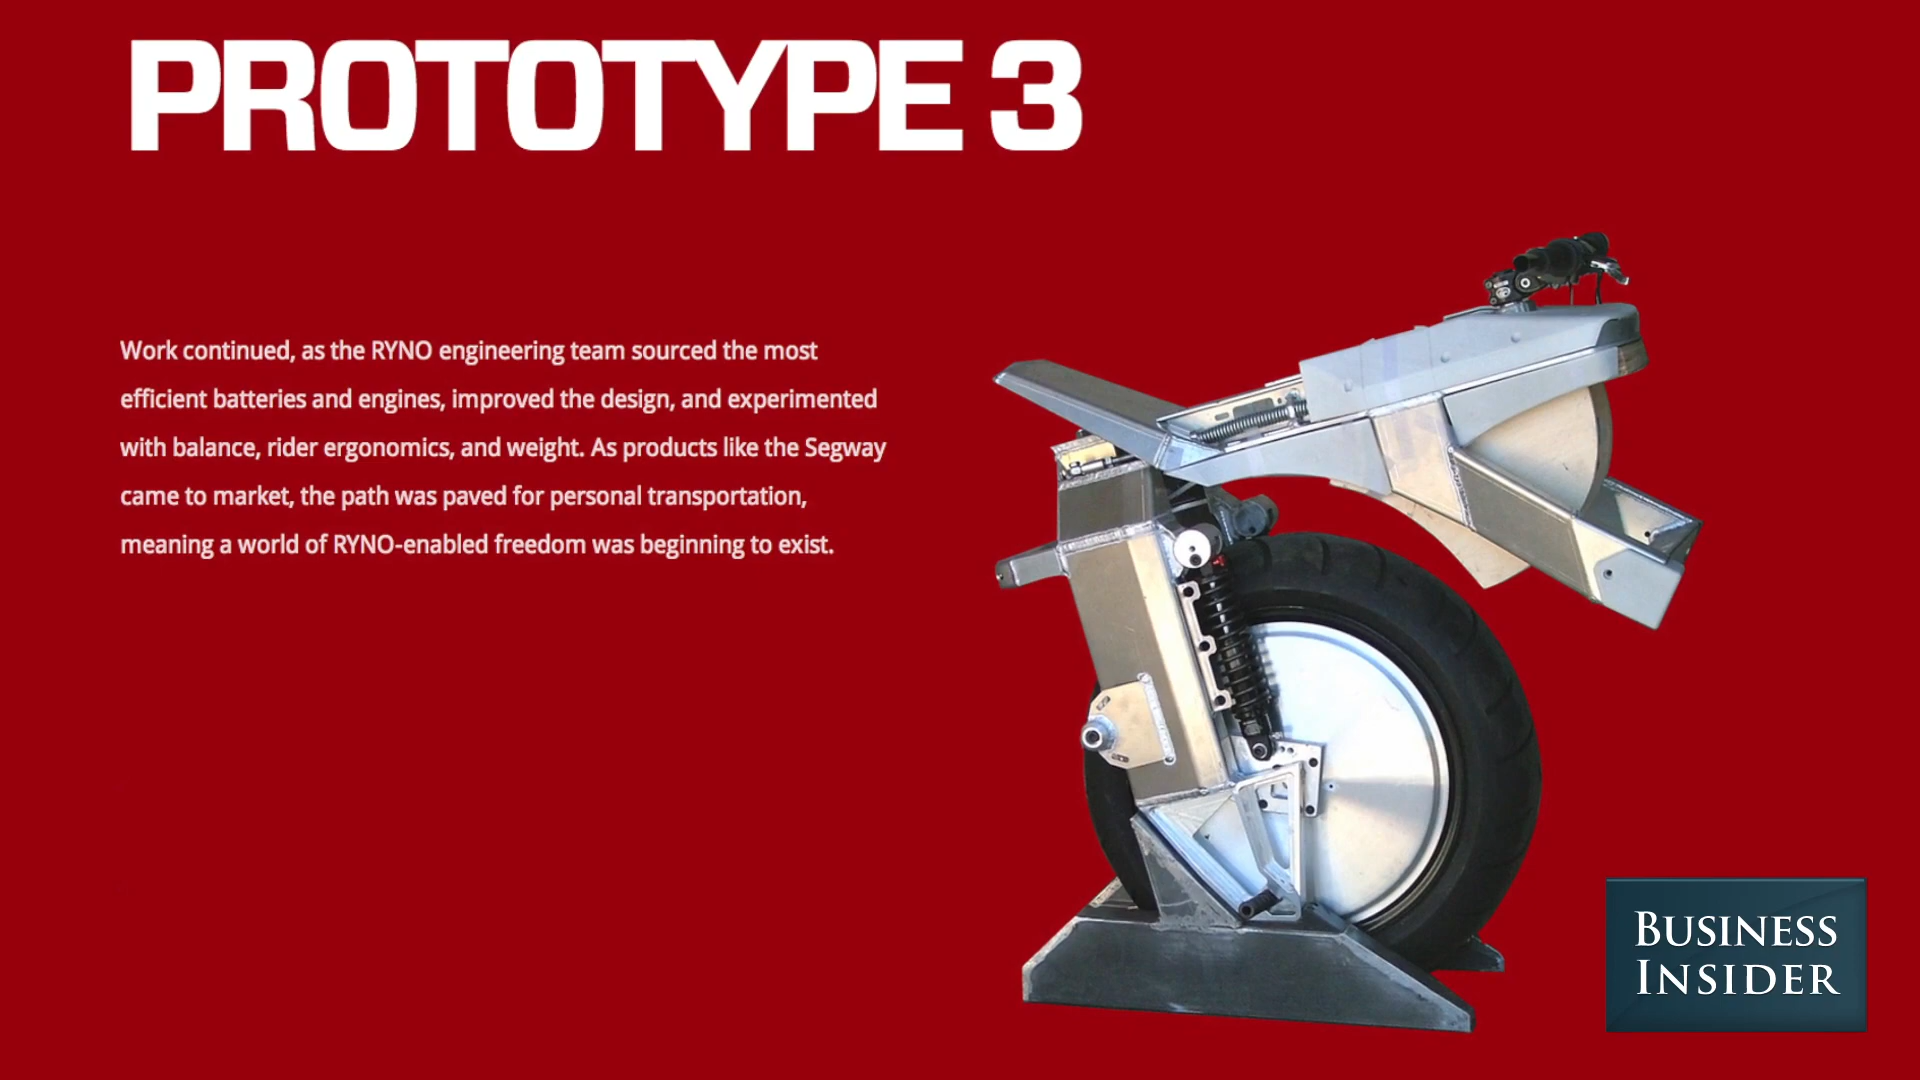 PROTOTYPE 3
Work continued, as the RYNO engineering team sourced the most
efficient batteries and engines, improved the design, and experimented
with balance, rider ergonomics, and weight. As products like the Segway
came to market, the path was paved for personal transportation,
meaning a world of RYNO-enabled freedom was beginning to exist.
BUSINESS
INSIDER